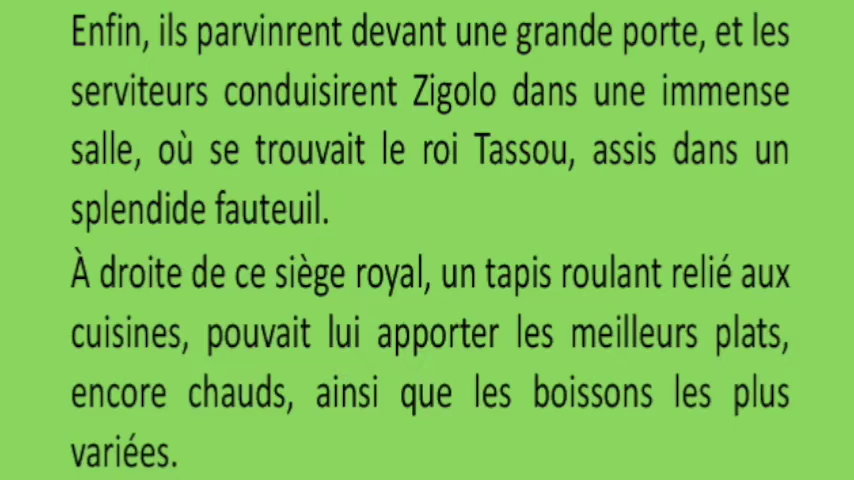 Enfin, ils parvinrent devant une grande porte, et les
serviteurs conduisirent Zigolo dans une immense
salle, où se trouvait le roi Tassou, assis dans un
splendide fauteuil.
À droite de ce siège royal, un tapis roulant relié aux
cuisines, pouvait lui apporter les meilleurs plats,
encore chauds, ainsi que les boissons les plus
variées.